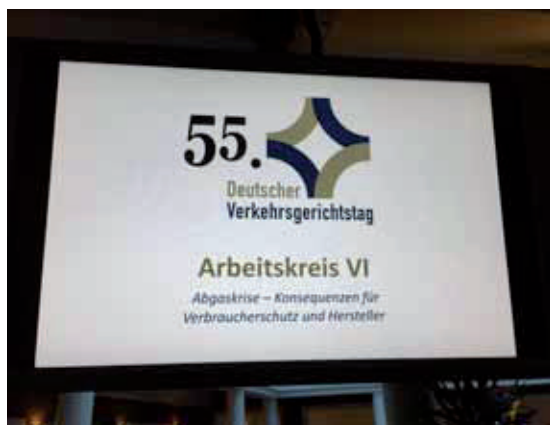 55.
Deutscher
Verkehrsgerichtstag
Arbeitskreis VI
Abgaskrise – Konsequenzen für
Verbraucherschutz und Hersteller